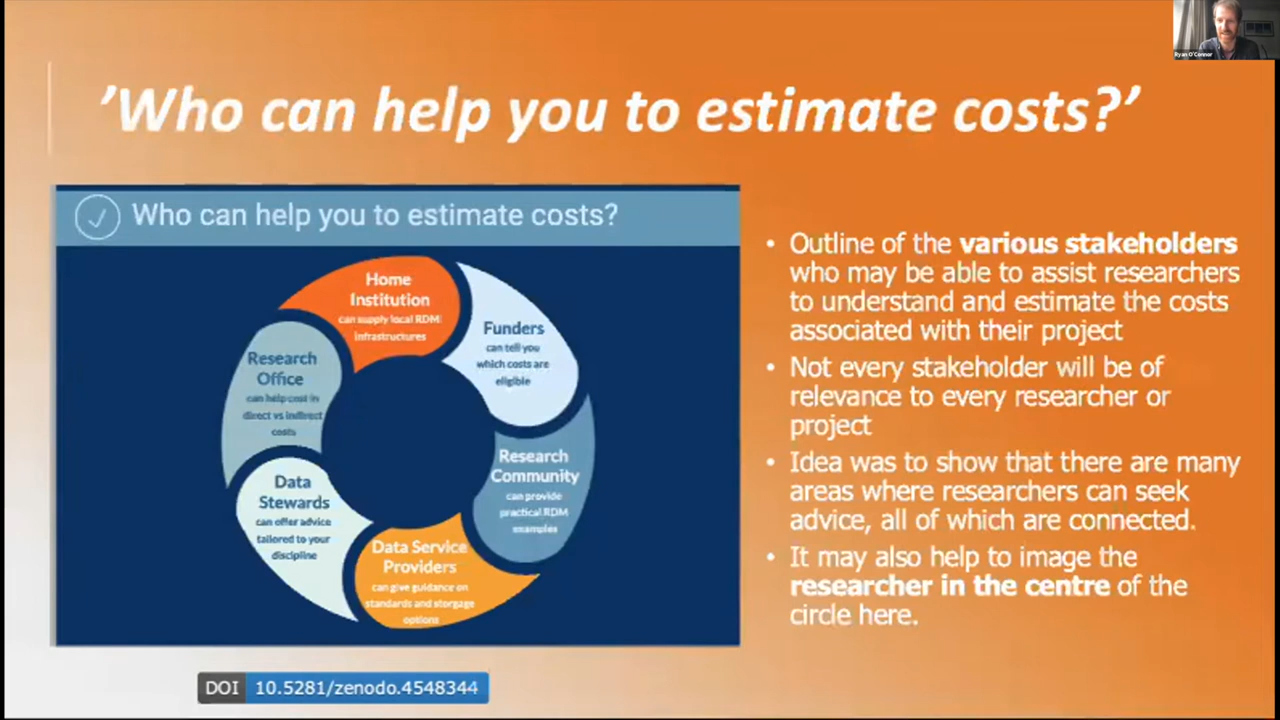 Ryan O'Connor
’Who can help you to estimate costs?’
Who can help you to estimate costs?
Home
Institution
can supply local RDM
infrastructures
Funders
can tell you
which costs are
eligible
Research
Community
can provide
practical RDM
examples
Data Service
Providers
can give guidance on
standards and storgage
options
Data
Stewards
can offer advice
tailored to your
discipline
Research
Office
can help cost in
direct vs indirect
costs
• Outline of the various stakeholders
who may be able to assist researchers
to understand and estimate the costs
associated with their project
• Not every stakeholder will be of
relevance to every researcher or
project
• Idea was to show that there are many
areas where researchers can seek
advice, all of which are connected.
• It may also help to image the
researcher in the centre of the
circle here.
DOI 10.5281/zenodo.4548344